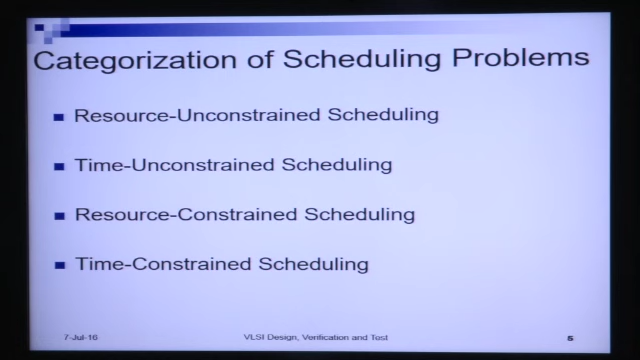 Categorization of Scheduling Problems
Resource-Unconstrained Scheduling
Time-Unconstrained Scheduling
Resource-Constrained Scheduling
Time-Constrained Scheduling
7-Jul-16 VLSI Design, Verification and Test 5